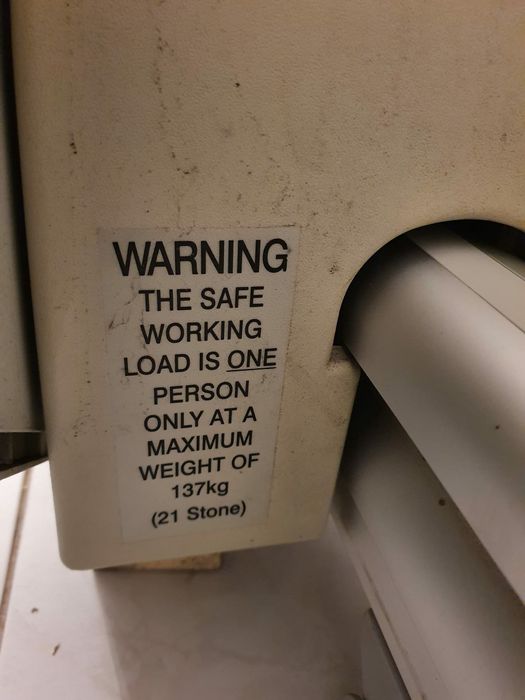 WARNING
THE SAFE
WORKING
LOAD IS ONE
PERSON
ONLY AT A
MAXIMUM
WEIGHT OF
137kg
(21 Stone)